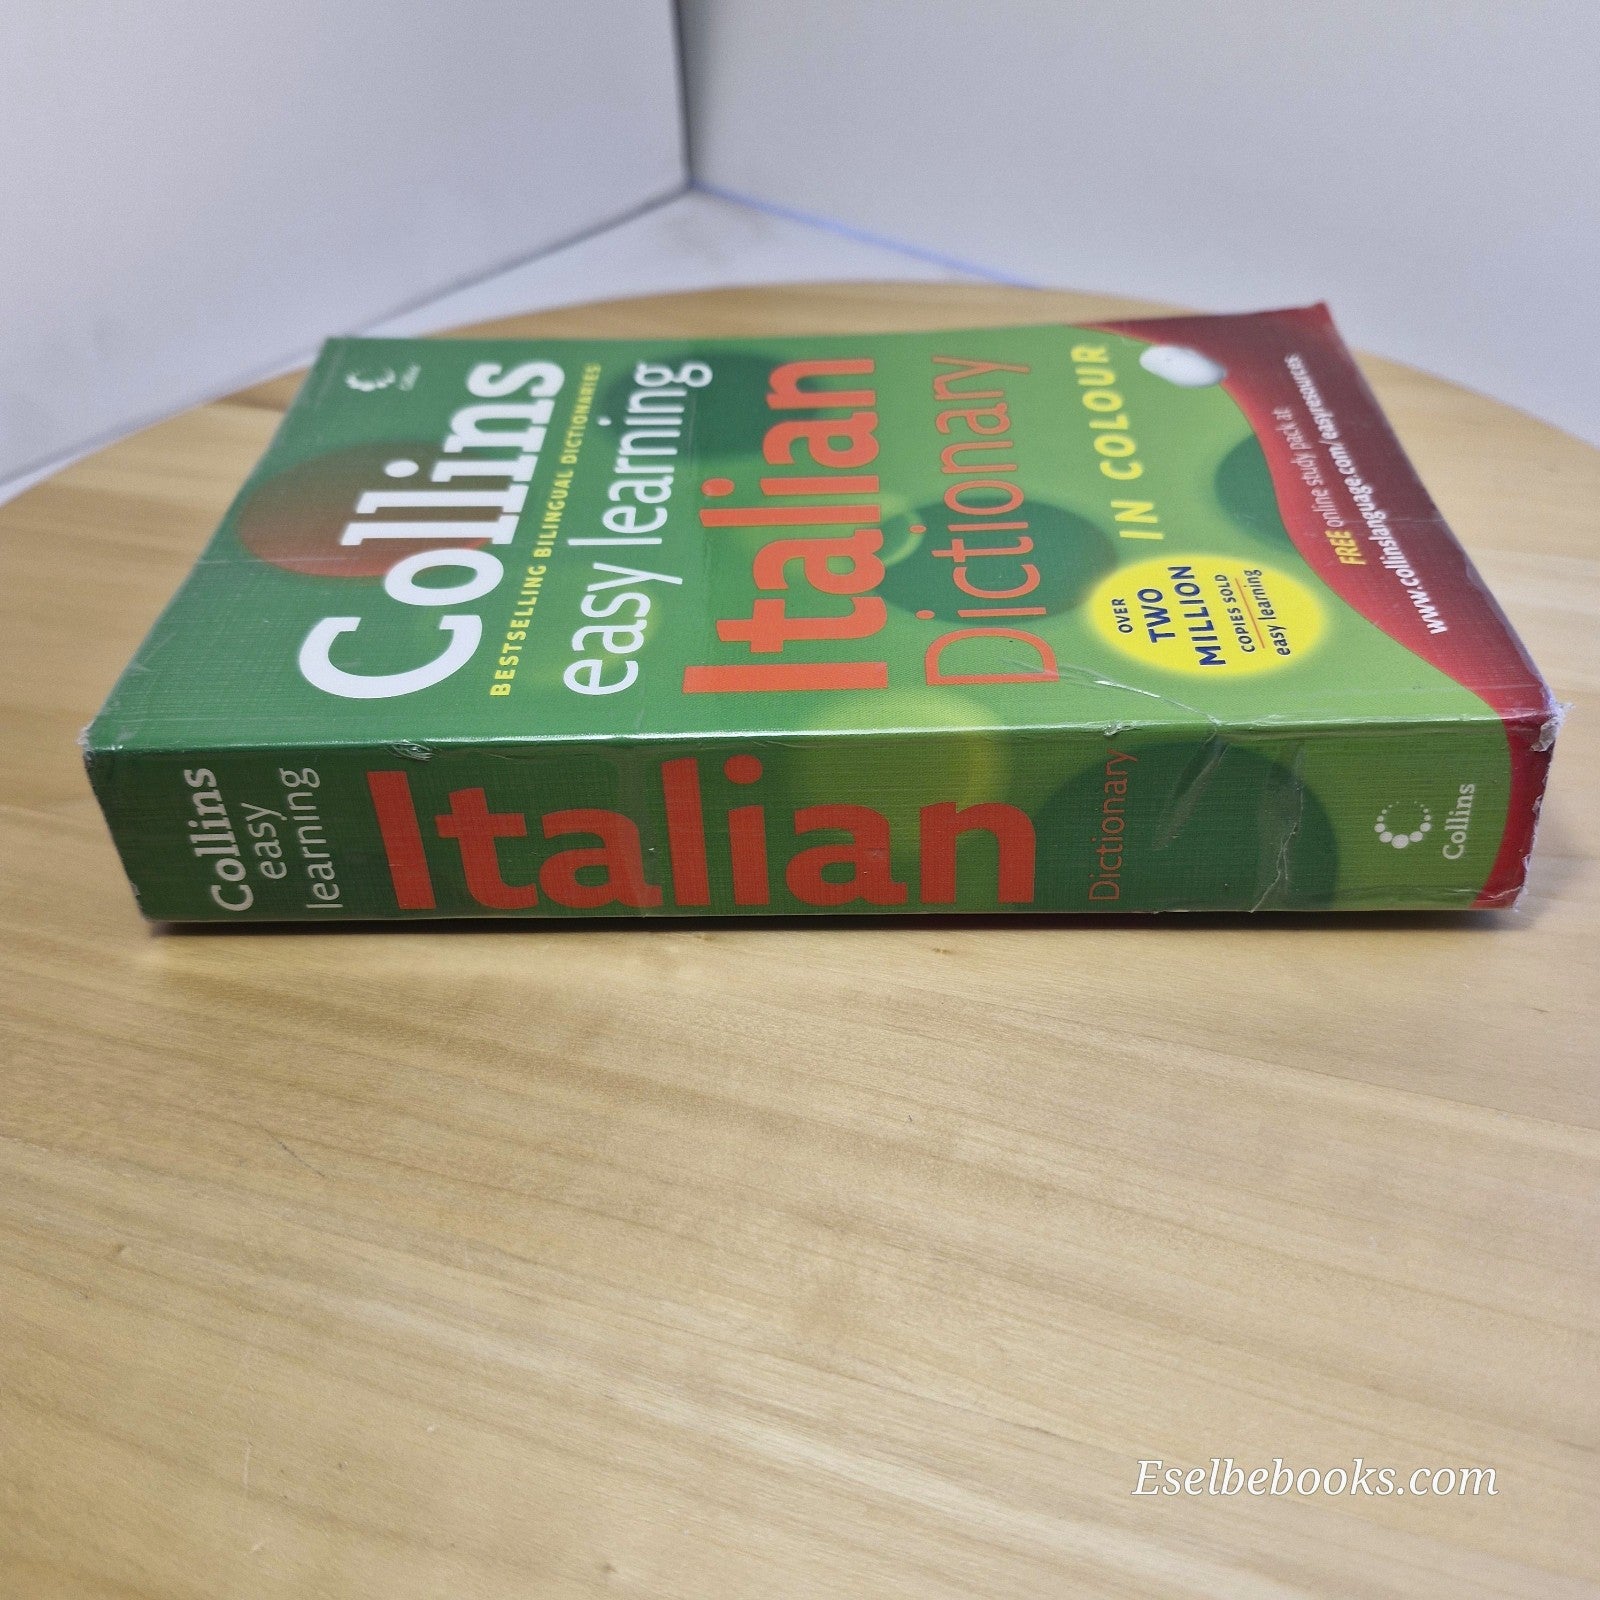 Collins
Collins
BESTSELLING BILINGUAL DICTIONARIES
easy learning
Italian
Dictionary
IN COLOUR
OVER
TWO
MILLION
COPIES SOLD
easy learning
FREE online study pack at
www.collinslanguage.com/easyresources
Collins
easy
learning
Italian
Dictionary
Collins
Eselbebooks.com